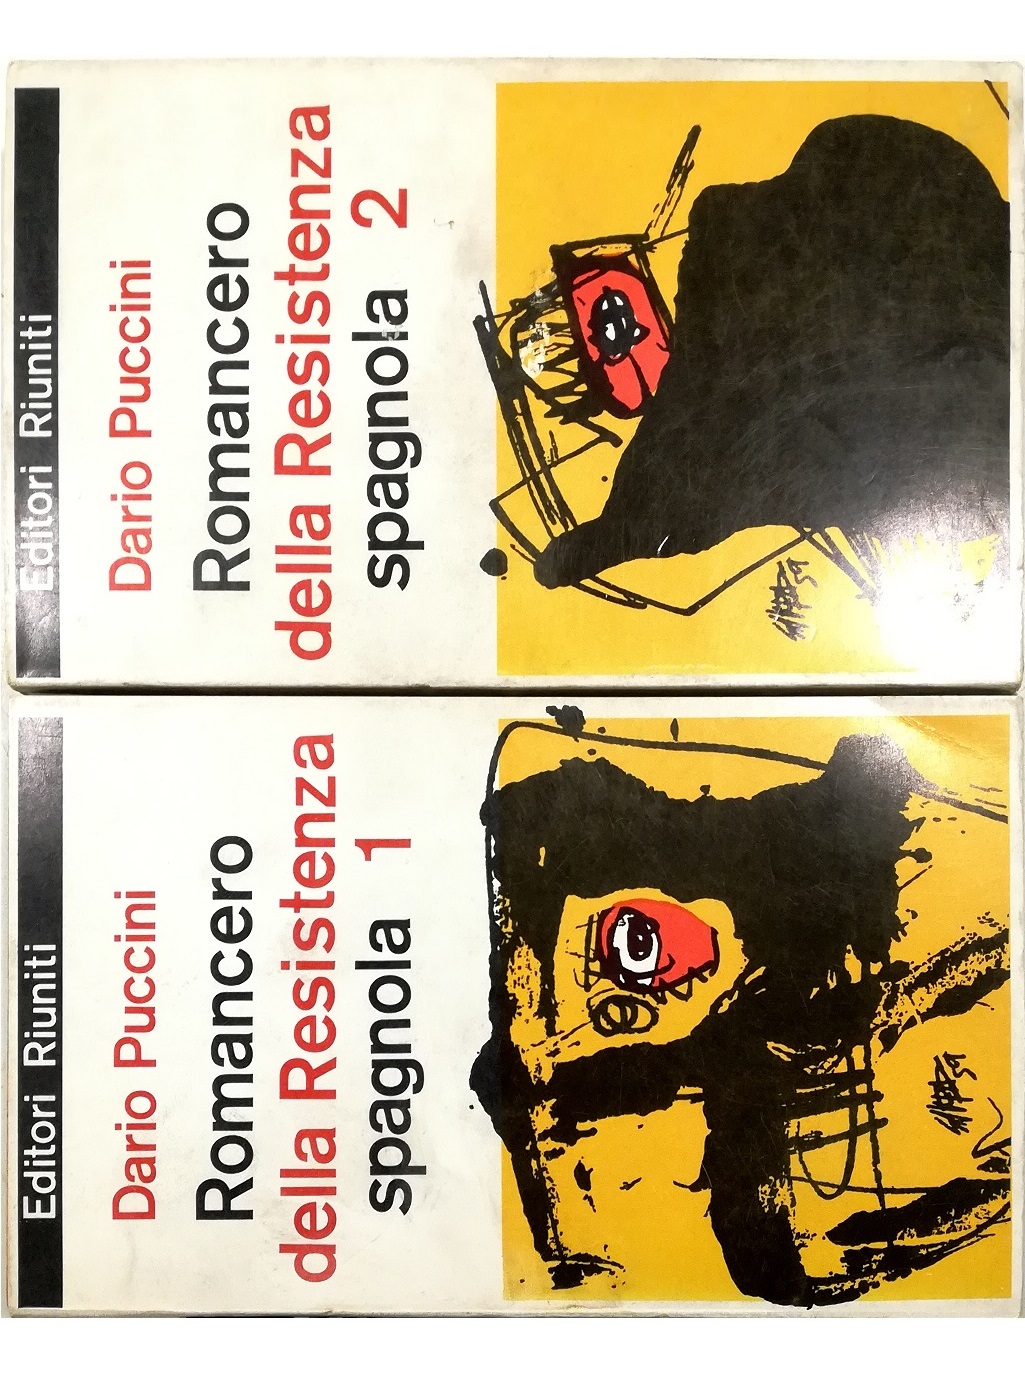 Editori Riuniti
Dario Puccini
Romancero
della Resistenza
spagnola 2
Editori Riuniti
Dario Puccini
Romancero
della Resistenza
spagnola 1